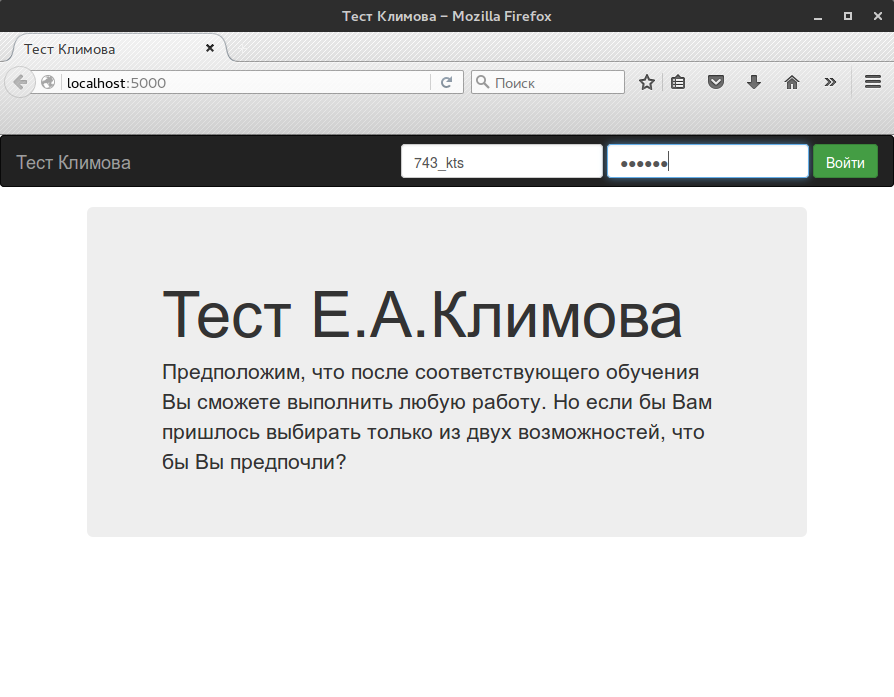 Тест Климова – Mozilla Firefox
Тест Климова
localhost:5000
Поиск
Тест Климова
743_kts
••••••
Войти
Тест Е.А.Климова
Предположим, что после соответствующего обучения
Вы сможете выполнить любую работу. Но если бы Вам
пришлось выбирать только из двух возможностей, что
бы Вы предпочли?